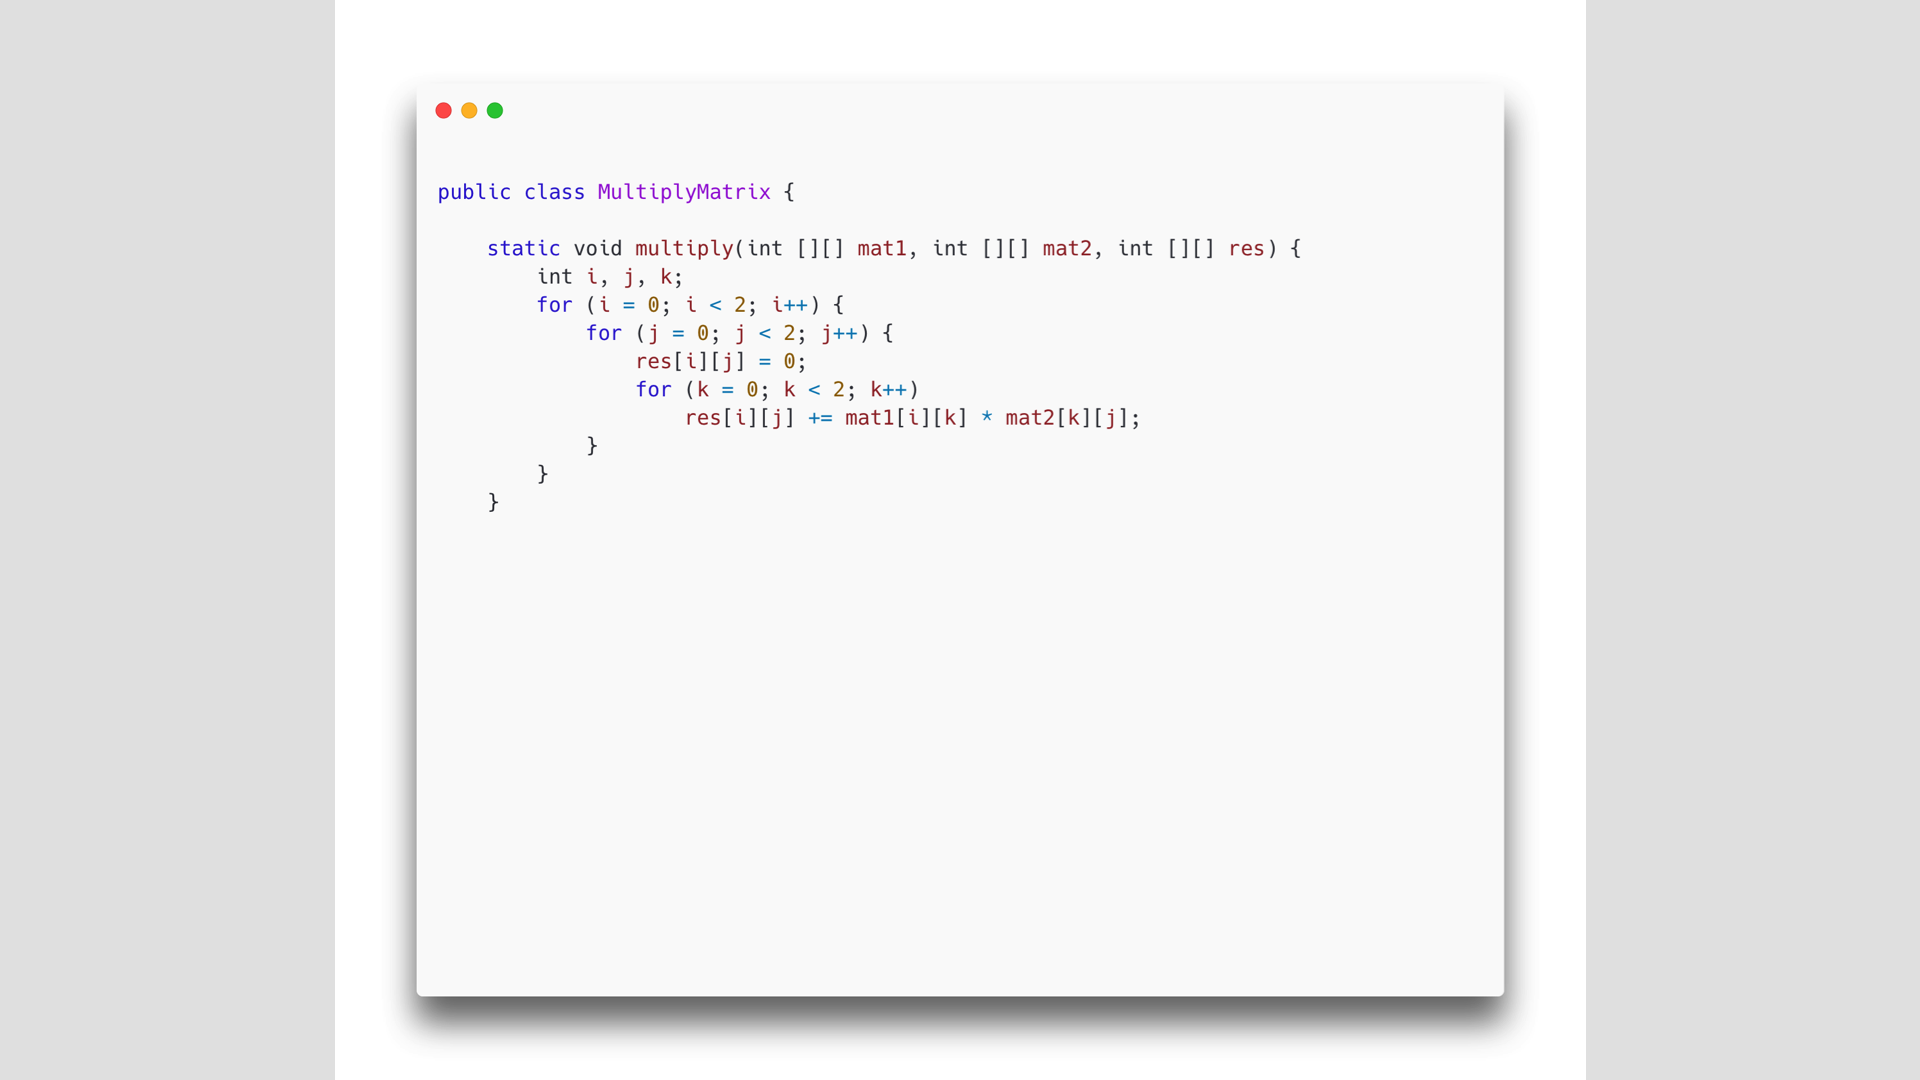 public class MultiplyMatrix {
static void multiply(int [][] mat1, int [][] mat2, int [][] res) {
int i, j, k;
for (i = 0; i < 2; i++) {
for (j = 0; j < 2; j++) {
res[i][j] = 0;
for (k = 0; k < 2; k++)
res[i][j] += mat1[i][k] * mat2[k][j];
}
}
}